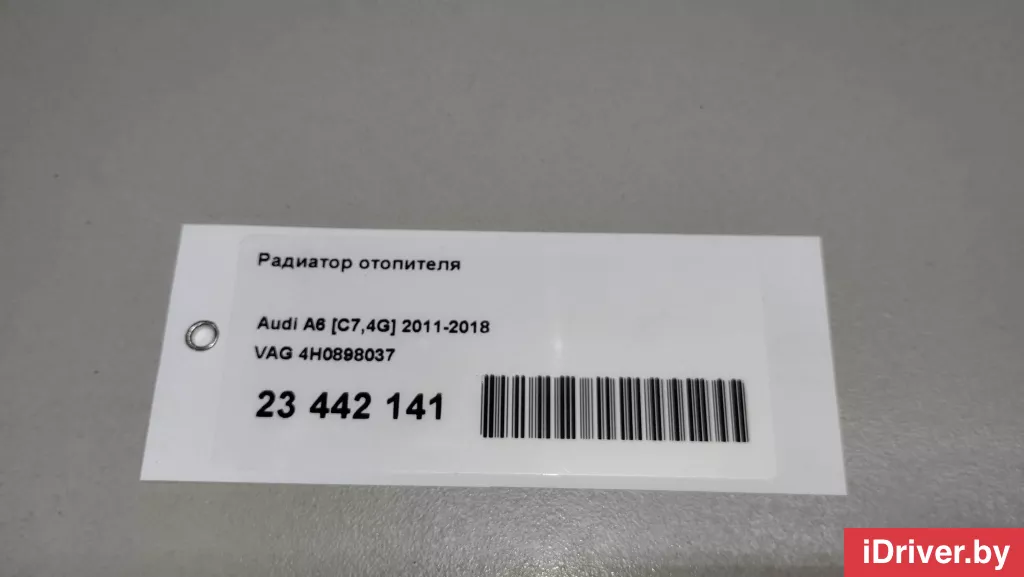 Радиатор отопителя
Audi A6 [C7,4G] 2011-2018
VAG 4H0898037
23 442 141
iDriver.by